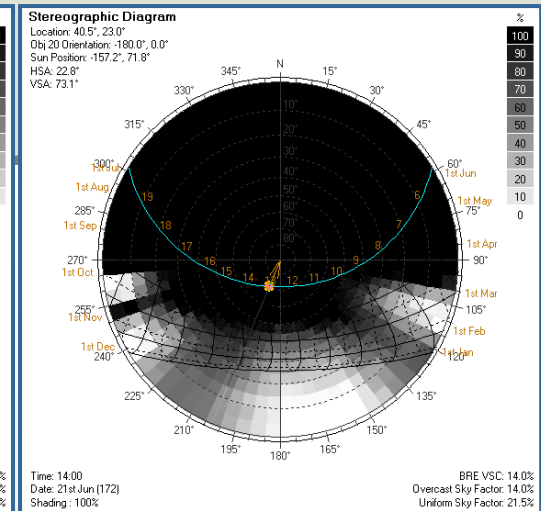 Stereographic Diagram
Location: 40.5°, 23.0°
Obj 20 Orientation: -180.0°, 0.0°
Sun Position: -157.2°, 71.8°
HSA: 22.8°
VSA: 73.1°
%
100
90
80
70
60
50
40
30
20
10
0
N
345°
15°
330°
30°
315°
45°
300°
60°
285°
75°
270°
90°
255°
105°
240°
120°
225°
135°
210°
150°
195°
165°
180°
10°
20°
30°
40°
50°
60°
70°
80°
1st Jul
1st Jun
1st Aug
1st May
1st Sep
1st Apr
1st Oct
1st Mar
1st Nov
1st Feb
1st Dec
1st Jan
19
18
17
16
15
14
13
12
11
10
9
8
7
6
%
%
%
Time: 14:00
Date: 21st Jun (172)
Shading : 100%
BRE VSC: 14.0%
Overcast Sky Factor: 14.0%
Uniform Sky Factor: 21.5%